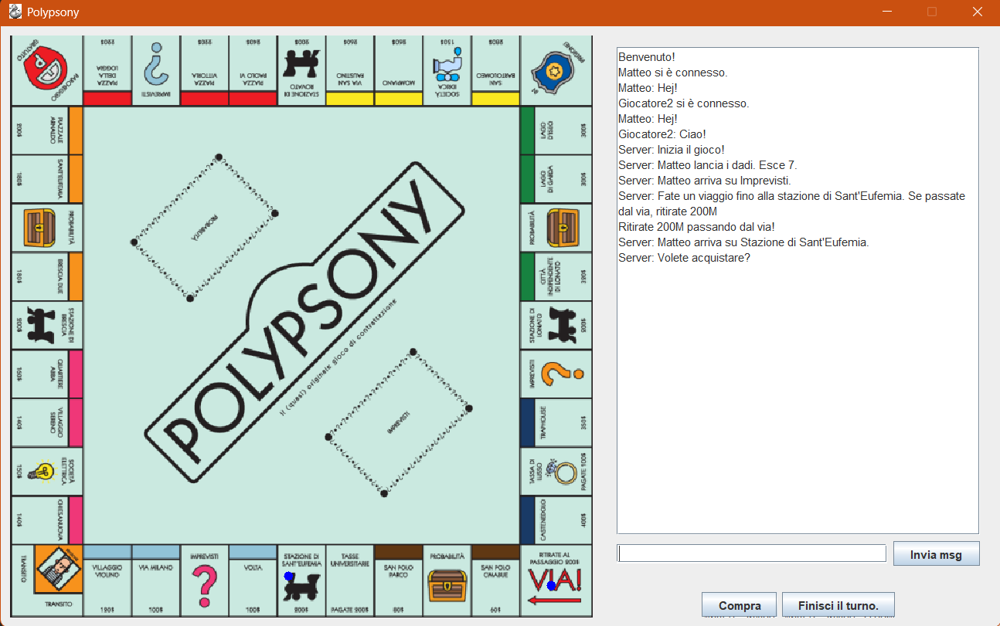 Polypsony
PARCHEGGIO
GRATUITO
220$
PIAZZA
DELLA
LOGGIA
IMPREVISTI
220$
PIAZZA
VITTORIA
240$
PIAZZA
PAOLO VI
200$
STAZIONE DI
ROVATO
260$
VIA SAN
FAUSTINO
260$
MOMPIANO
150$
SOCIETÀ
IDRICA
280$
SAN
BARTOLOMEO
IN
PRIGIONE!
200$
PIAZZALE
ARNALDO
180$
SANT'EUFEMIA
PROBABILITÀ
180$
BRESCIA DUE
200$
STAZIONE DI
BRESCIA
160$
QUARTIERE
ABBA
140$
VILLAGGIO
SERENO
150$
SOCIETÀ
ELETTRICA
140$
CHIESANUOVA
LAGO
D'ISEO
300$
LAGO
DI GARDA
300$
PROBABILITÀ
CITTÀ
INDIPENDENTE
DI LONATO
STAZIONE DI
LONATO
200$
IMPREVISTI
TRAPHOUSE
350$
TASSA DI
LUSSO
PAGATE 100$
CASTENEDOLO
400$
PROBABILITÀ
POLYPSONY
il (quasi) originale gioco di contrattazione
IMPREVISTI
TRANSITO
PRIGIONE
TRANSITO
VILLAGGIO
VIOLINO
120$
VIA MILANO
100$
IMPREVISTI
VOLTA
100$
STAZIONE DI
SANT'EUFEMIA
200$
TASSE
UNIVERSITARIE
PAGATE 200$
SAN POLO
PARCO
80$
PROBABILITÀ
SAN POLO
CIMABUE
60$
RITIRATE AL
PASSAGGIO 200$
VIA!
Benvenuto!
Matteo si è connesso.
Matteo: Hej!
Giocatore2 si è connesso.
Matteo: Hej!
Giocatore2: Ciao!
Server: Inizia il gioco!
Server: Matteo lancia i dadi. Esce 7.
Server: Matteo arriva su Imprevisti.
Server: Fate un viaggio fino alla stazione di Sant'Eufemia. Se passate
dal via, ritirate 200M
Ritirate 200M passando dal via!
Server: Matteo arriva su Stazione di Sant'Eufemia.
Server: Volete acquistare?
Invia msg
Compra
Finisci il turno.